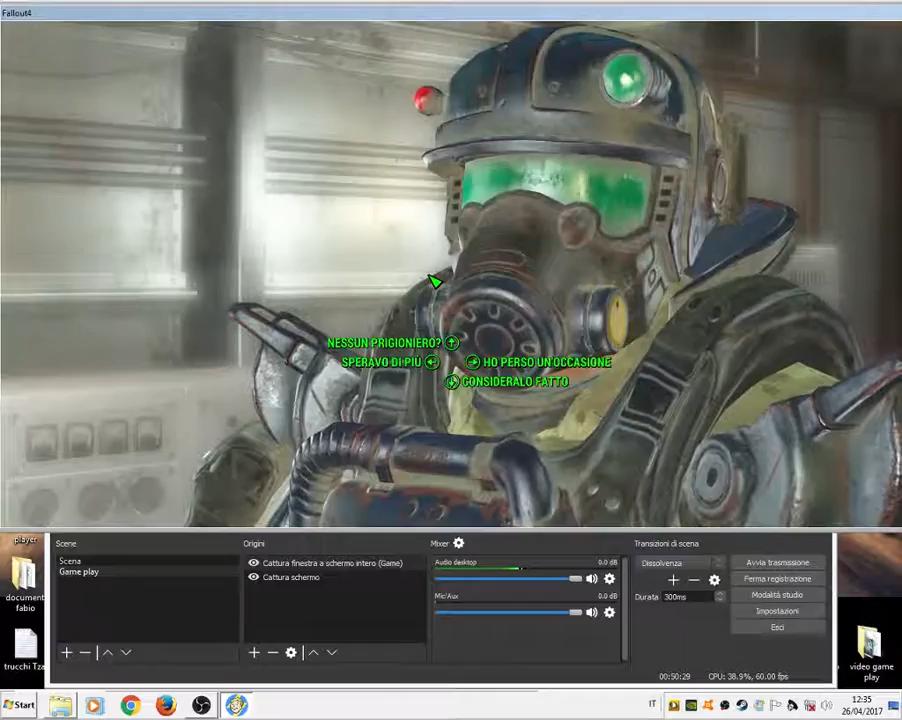 Fallout4
NESSUN PRIGIONIERO?
SPERAVO DI PIÙ
HO PERSO UN'OCCASIONE
CONSIDERALO FATTO
player
Scene
Origini
Mixer
Transizioni di scena
Scena
Game play
Cattura finestra a schermo intero (Game)
Cattura schermo
Audio desktop
0.0 dB
Mic/Aux
0.0 dB
Dissolvenza
Durata
300ms
Avvia trasmssione
Ferma registrazione
Modalità studio
Impostazioni
Esci
document
fabio
trucchi Tza
video game
play
00:50:29
CPU: 38.9%, 60.00 fps
Start
IT
12:35
26/04/2017